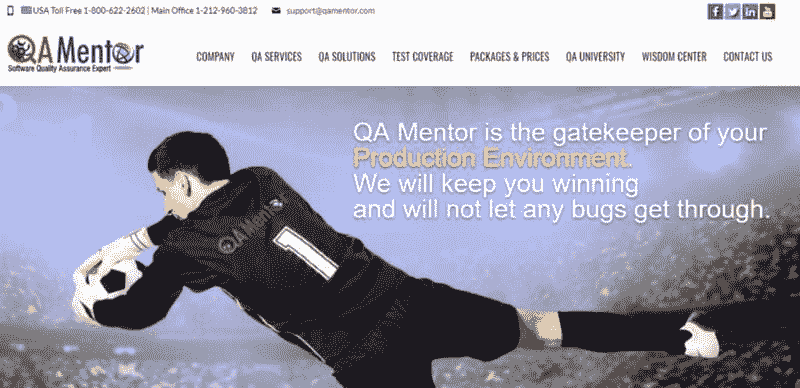 USA Toll Free 1-800-622-2602 | Main Office 1-212-960-3812 support@qamentor.com
QA Mentor
Software Quality Assurance Expert
COMPANY QA SERVICES QA SOLUTIONS TEST COVERAGE PACKAGES & PRICES QA UNIVERSITY WISDOM CENTER CONTACT US
QA Mentor is the gatekeeper of your
Production Environment.
We will keep you winning
and will not let any bugs get through.
QA Mentor
1